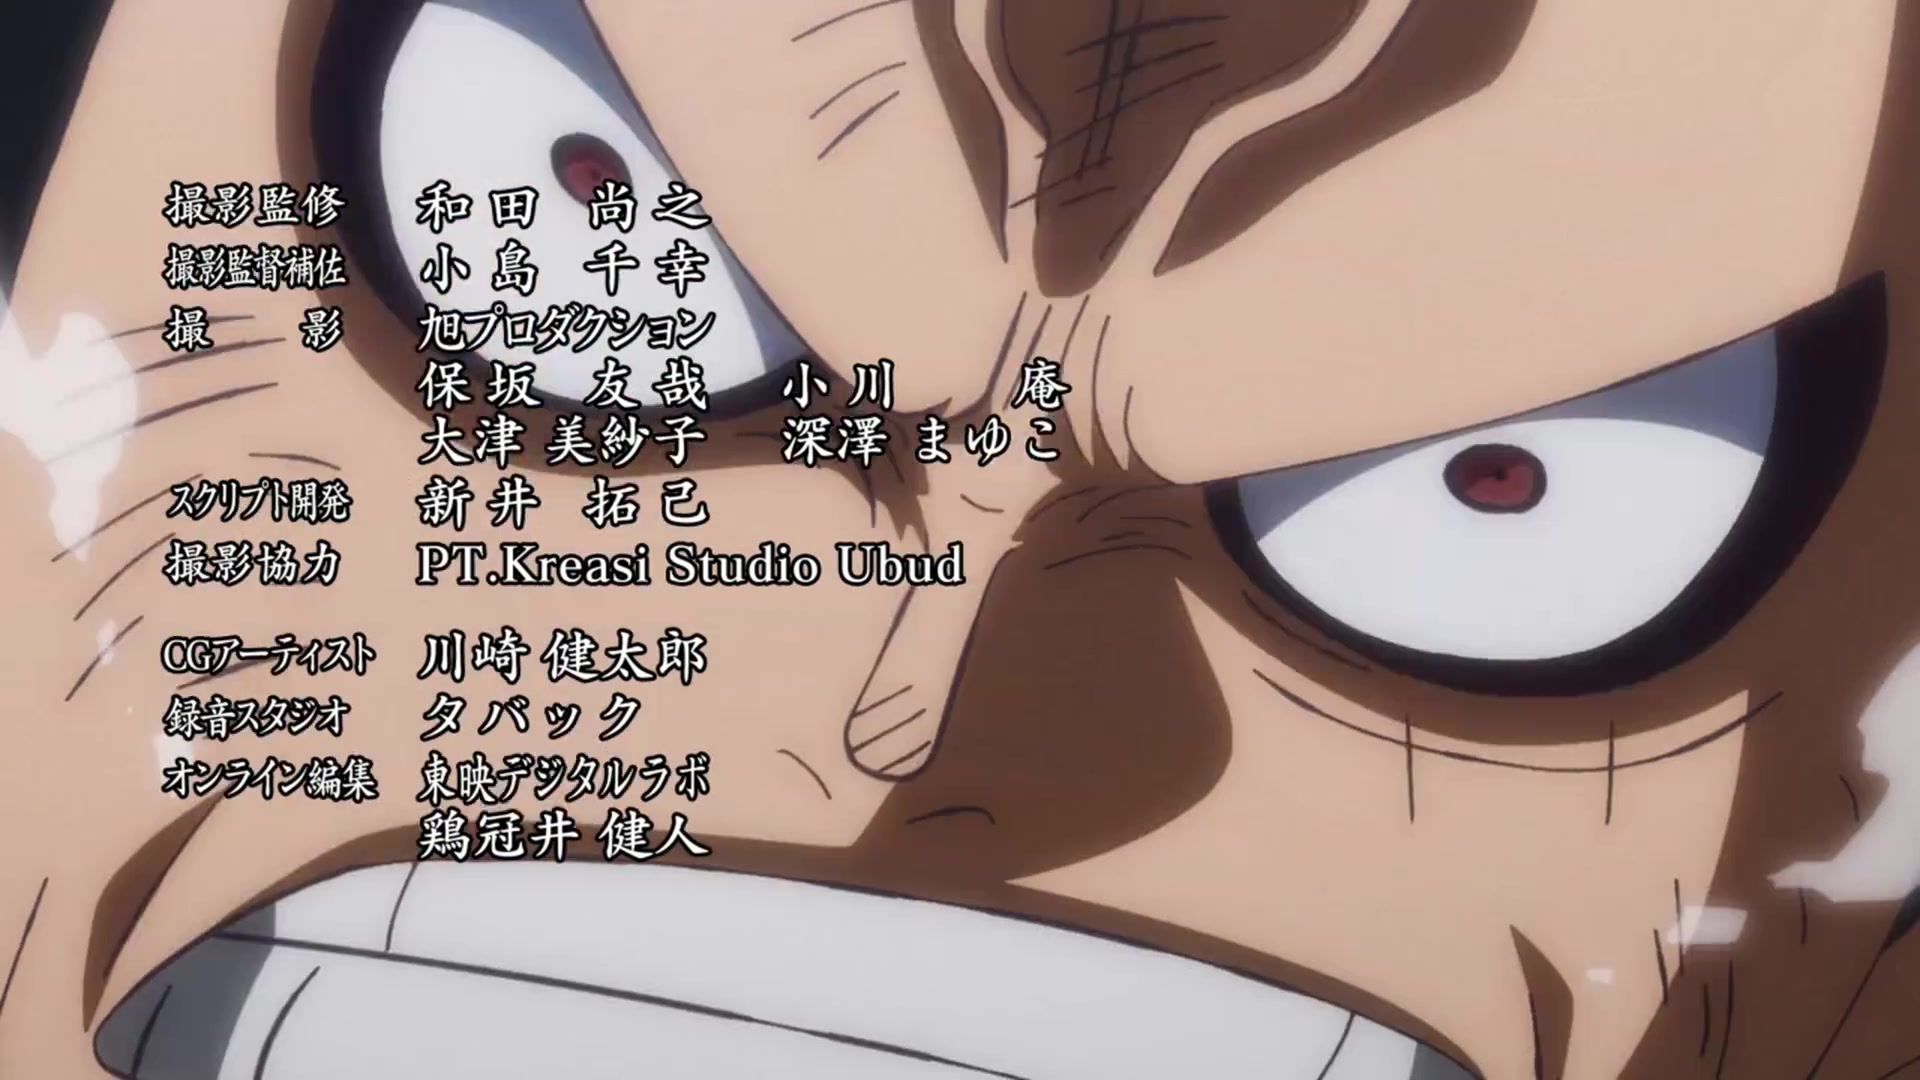 撮影監修 和田 尚之
撮影監督補佐 小島 千幸
撮影 旭プロダクション
保坂 友哉 小川 庵
大津 美紗子 深澤 まゆこ
スクリプト開発 新井 拓己
撮影協力 PT.Kreasi Studio Ubud
CGアーティスト 川崎 健太郎
録音スタジオ タバック
オンライン編集 東映デジタルラボ
鶏冠井 健人